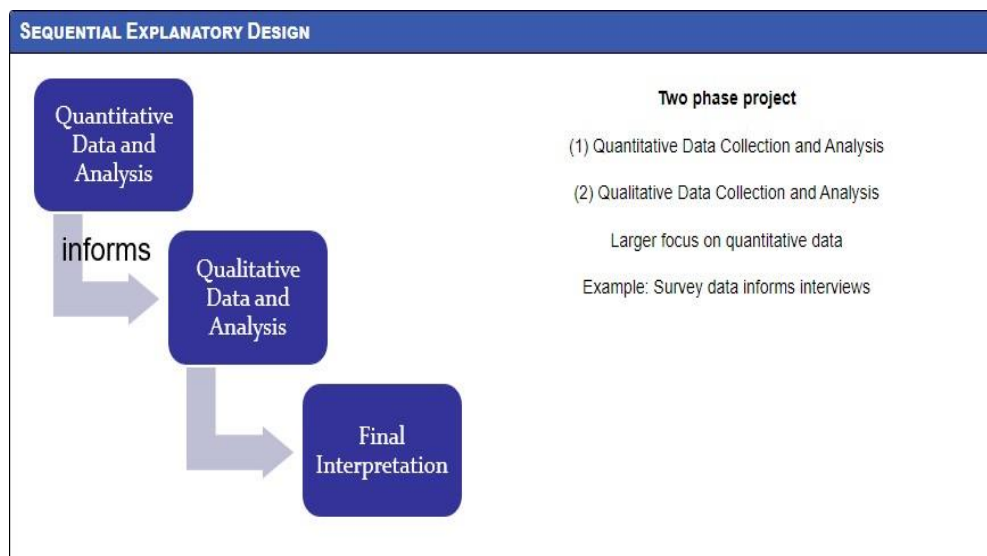 SEQUENTIAL EXPLANATORY DESIGN
Quantitative
Data and
Analysis
informs
Qualitative
Data and
Analysis
Final
Interpretation
Two phase project
(1) Quantitative Data Collection and Analysis
(2) Qualitative Data Collection and Analysis
Larger focus on quantitative data
Example: Survey data informs interviews